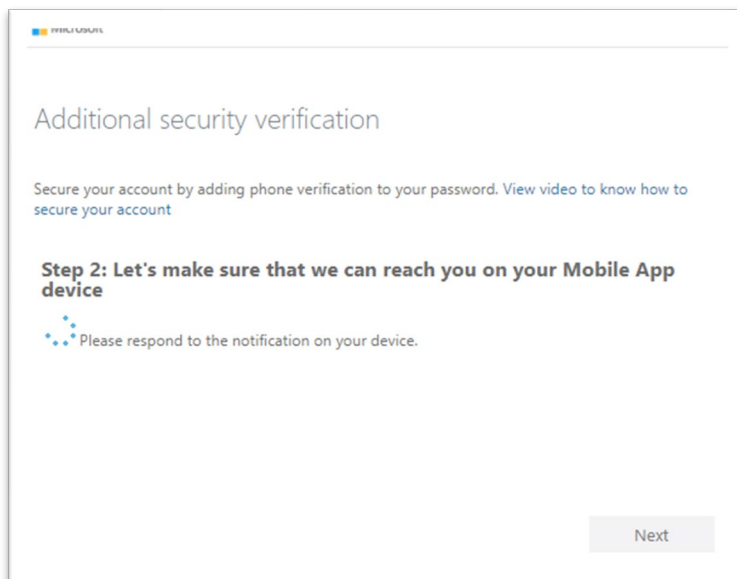 Microsoft
Additional security verification
Secure your account by adding phone verification to your password. View video to know how to
secure your account
Step 2: Let's make sure that we can reach you on your Mobile App
device
Please respond to the notification on your device.
Next